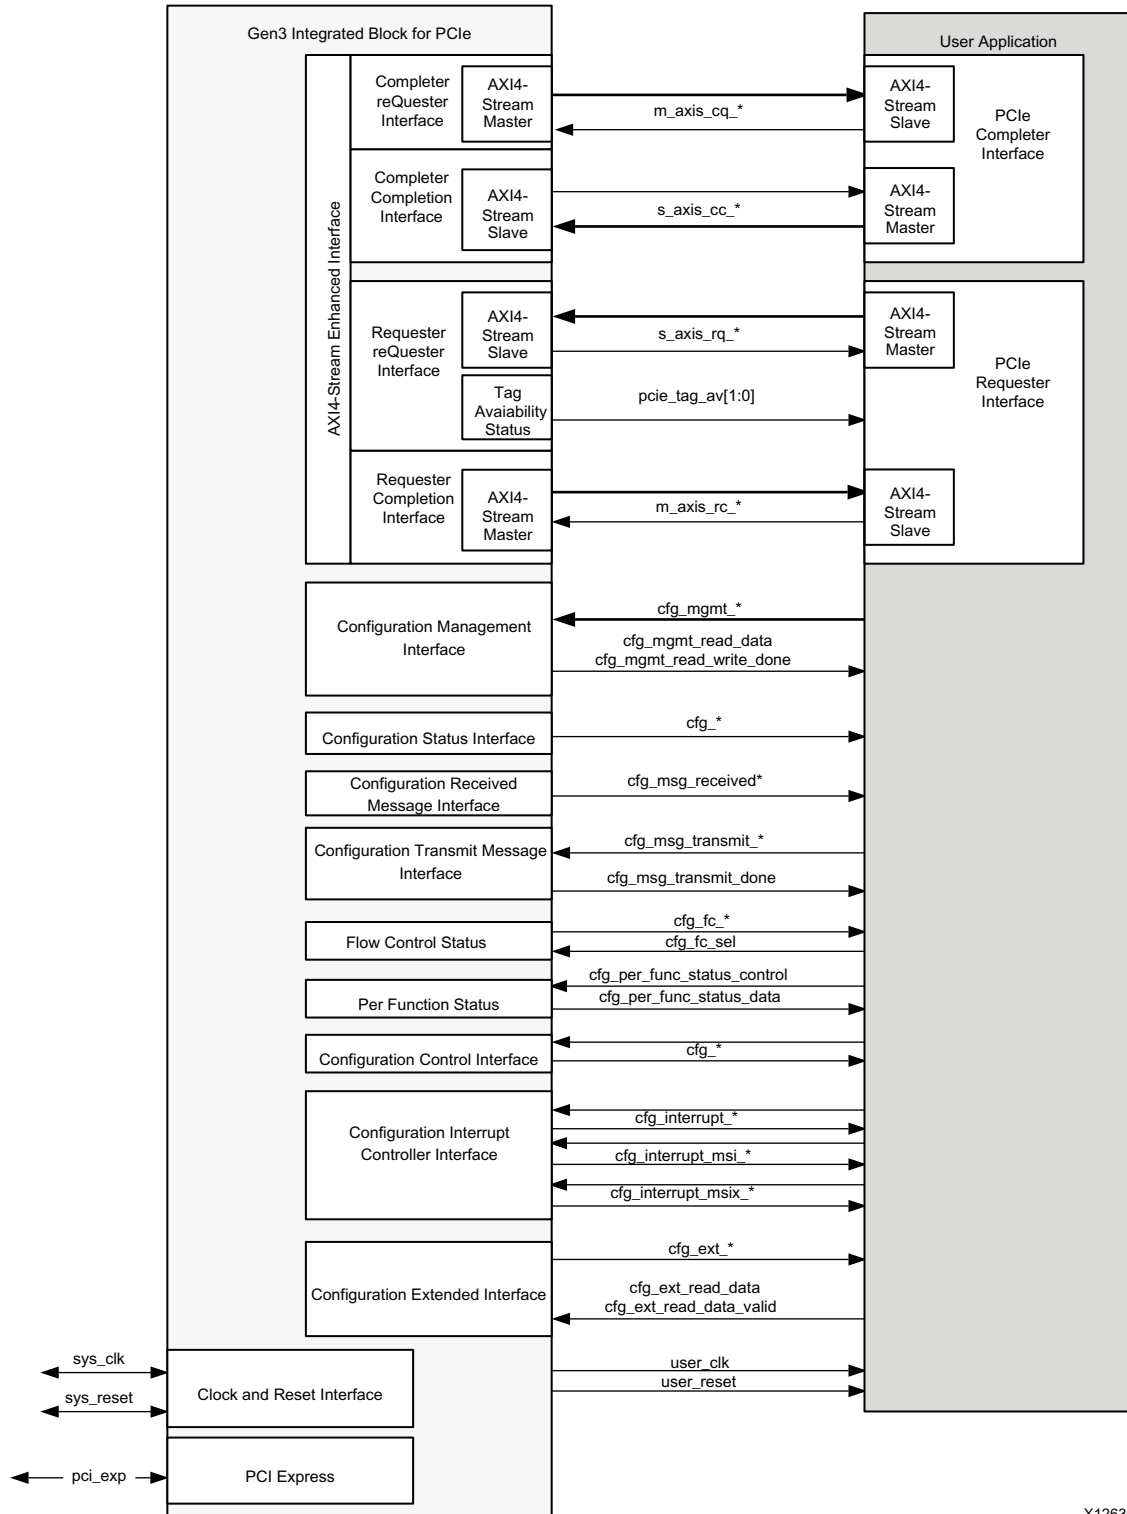 Gen3 Integrated Block for PCIe
User Application
AXI4-Stream Enhanced Interface
Completer
reQuester
Interface
AXI4-
Stream
Master
m_axis_cq_*
AXI4-
Stream
Slave
PCIe
Completer
Interface
Completer
Completion
Interface
AXI4-
Stream
Slave
s_axis_cc_*
AXI4-
Stream
Master
Requester
reQuester
Interface
AXI4-
Stream
Slave
s_axis_rq_*
AXI4-
Stream
Master
PCIe
Requester
Interface
Tag
Avaiability
Status
pcie_tag_av[1:0]
Requester
Completion
Interface
AXI4-
Stream
Master
m_axis_rc_*
AXI4-
Stream
Slave
Configuration Management
Interface
cfg_mgmt_*
cfg_mgmt_read_data
cfg_mgmt_read_write_done
Configuration Status Interface
cfg_*
Configuration Received
Message Interface
cfg_msg_received*
Configuration Transmit Message
Interface
cfg_msg_transmit_*
cfg_msg_transmit_done
Flow Control Status
cfg_fc_*
cfg_fc_sel
Per Function Status
cfg_per_func_status_control
cfg_per_func_status_data
Configuration Control Interface
cfg_*
Configuration Interrupt
Controller Interface
cfg_interrupt_*
cfg_interrupt_msi_*
cfg_interrupt_msix_*
Configuration Extended Interface
cfg_ext_*
cfg_ext_read_data
cfg_ext_read_data_valid
sys_clk
sys_reset
Clock and Reset Interface
user_clk
user_reset
pci_exp
PCI Express